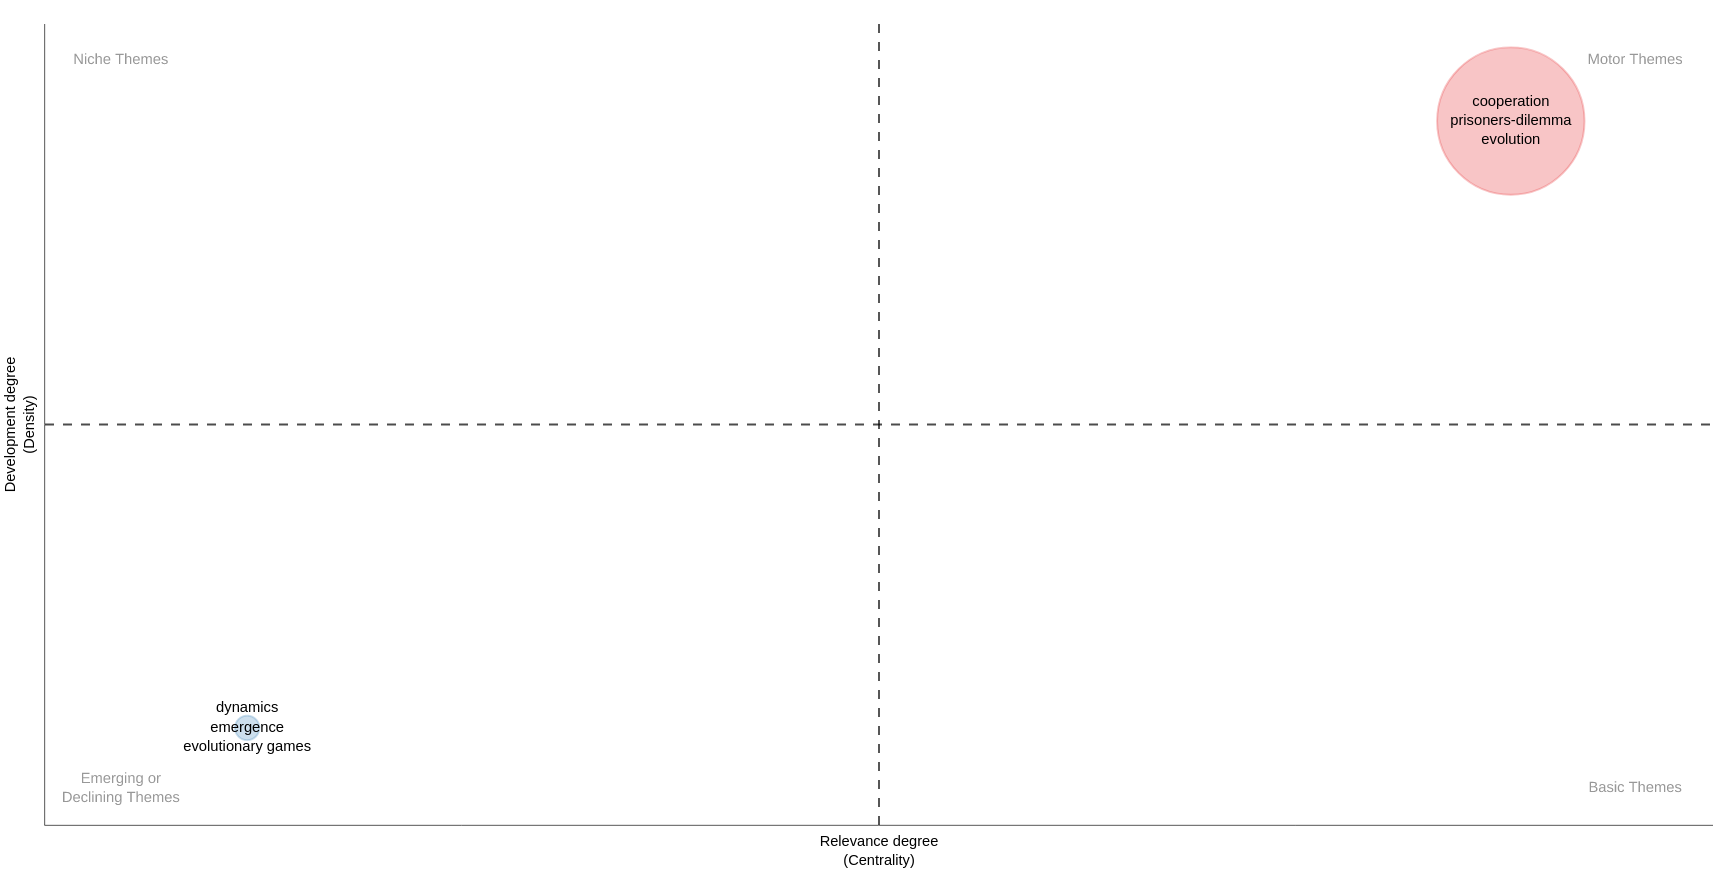 Niche Themes
Motor Themes
cooperation
prisoners-dilemma
evolution
Development degree
(Density)
dynamics
emergence
evolutionary games
Emerging or
Declining Themes
Basic Themes
Relevance degree
(Centrality)